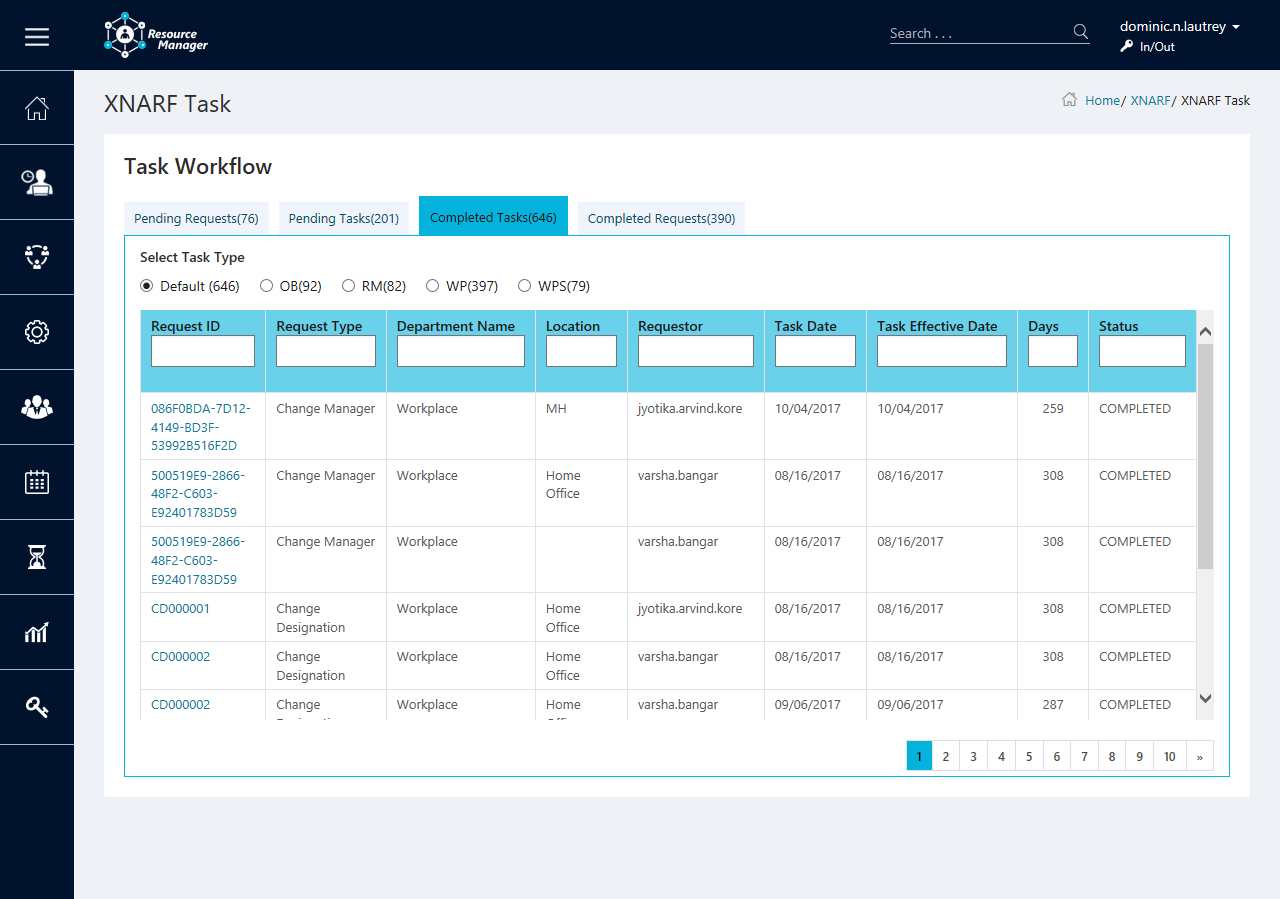 Resource
Manager
Search . . .
dominic.n.lautrey
In/Out
XNARF Task
Home/ XNARF/ XNARF Task
Task Workflow
Pending Requests(76) Pending Tasks(201) Completed Tasks(646) Completed Requests(390)
Select Task Type
Default (646) OB(92) RM(82) WP(397) WPS(79)
Request ID Request Type Department Name Location Requestor Task Date Task Effective Date Days Status
086F0BDA-7D12- Change Manager Workplace MH jyotika.arvind.kore 10/04/2017 10/04/2017 259 COMPLETED
4149-BD3F-
53992B516F2D
500519E9-2866- Change Manager Workplace Home varsha.bangar 08/16/2017 08/16/2017 308 COMPLETED
48F2-C603- Office
E92401783D59
500519E9-2866- Change Manager Workplace varsha.bangar 08/16/2017 08/16/2017 308 COMPLETED
48F2-C603-
E92401783D59
CD000001 Change Workplace Home jyotika.arvind.kore 08/16/2017 08/16/2017 308 COMPLETED
Designation Office
CD000002 Change Workplace Home varsha.bangar 08/16/2017 08/16/2017 308 COMPLETED
Designation Office
CD000002 Change Workplace Home varsha.bangar 09/06/2017 09/06/2017 287 COMPLETED
1 2 3 4 5 6 7 8 9 10 »